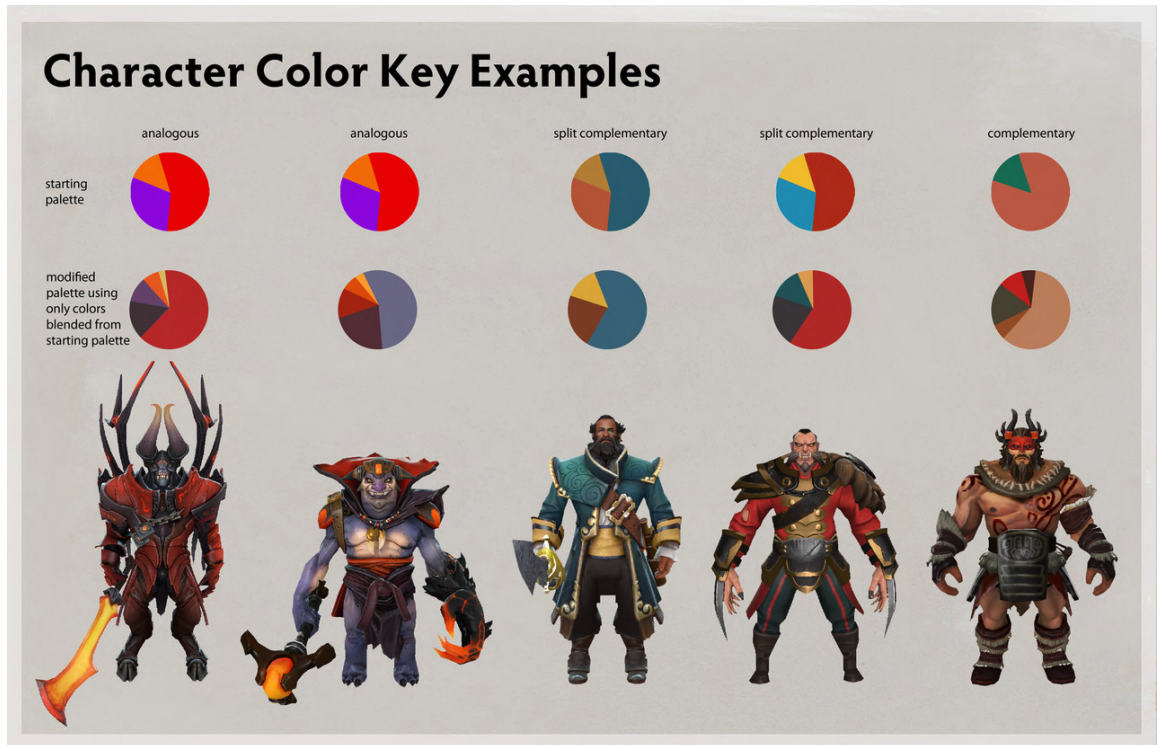 Character Color Key Examples
analogous
analogous
split complementary
split complementary
complementary
starting
palette
modified
palette using
only colors
blended from
starting palette